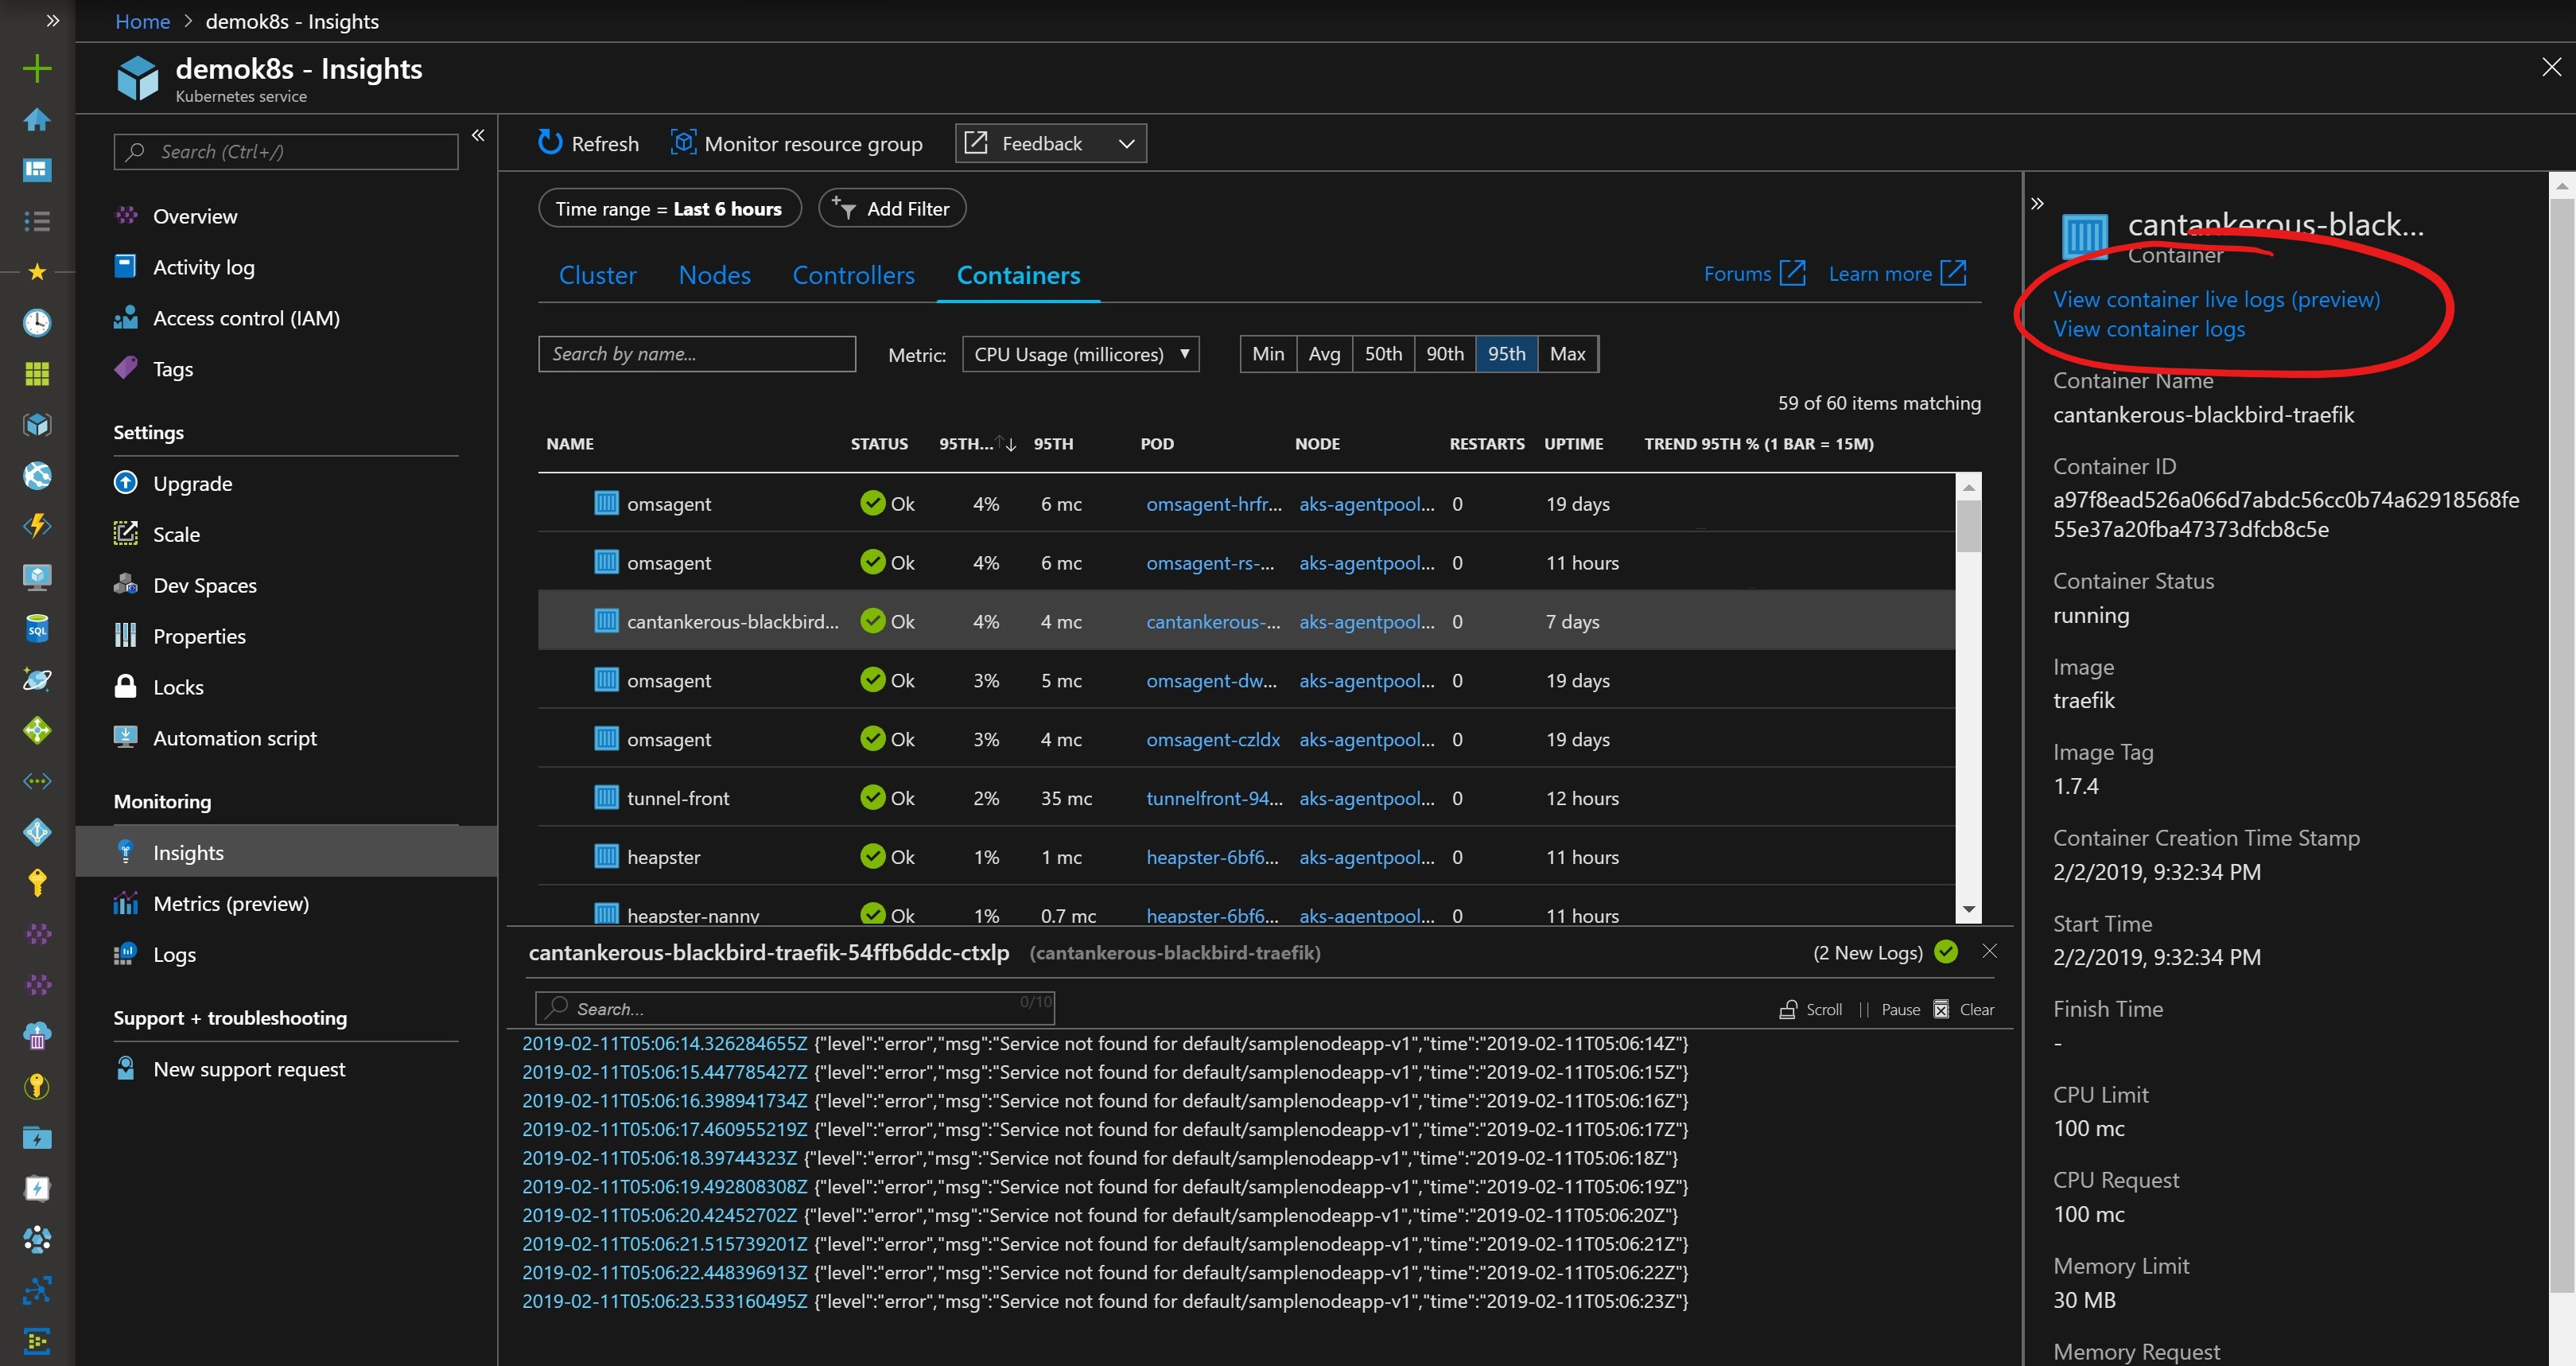 Home > demok8s - Insights
demok8s - Insights
Kubernetes service
Search (Ctrl+/)
Overview
Activity log
Access control (IAM)
Tags
Settings
Upgrade
Scale
Dev Spaces
Properties
Locks
Automation script
Monitoring
Insights
Metrics (preview)
Logs
Support + troubleshooting
New support request
SQL
Refresh Monitor resource group Feedback
Time range = Last 6 hours Add Filter
Cluster Nodes Controllers Containers Forums Learn more
Search by name... Metric: CPU Usage (millicores) Min Avg 50th 90th 95th Max
59 of 60 items matching
NAME STATUS 95TH... 95TH POD NODE RESTARTS UPTIME TREND 95TH % (1 BAR = 15M)
omsagent Ok 4% 6 mc omsagent-hrfr... aks-agentpool... 0 19 days
omsagent Ok 4% 6 mc omsagent-rs-... aks-agentpool... 0 11 hours
cantankerous-blackbird... Ok 4% 4 mc cantankerous-... aks-agentpool... 0 7 days
omsagent Ok 3% 5 mc omsagent-dw... aks-agentpool... 0 19 days
omsagent Ok 3% 4 mc omsagent-czldx aks-agentpool... 0 19 days
tunnel-front Ok 2% 35 mc tunnelfront-94... aks-agentpool... 0 12 hours
heapster Ok 1% 1 mc heapster-6bf6... aks-agentpool... 0 11 hours
heapster-nanny Ok 1% 0.7 mc heapster-6bf6... aks-agentpool... 0 11 hours
cantankerous-blackbird-traefik-54ffb6ddc-ctxlp (cantankerous-blackbird-traefik) (2 New Logs)
Search... 0/10 Scroll || Pause Clear
2019-02-11T05:06:14.326284655Z {"level":"error","msg":"Service not found for default/samplenodeapp-v1","time":"2019-02-11T05:06:14Z"}
2019-02-11T05:06:15.447785427Z {"level":"error","msg":"Service not found for default/samplenodeapp-v1","time":"2019-02-11T05:06:15Z"}
2019-02-11T05:06:16.398941734Z {"level":"error","msg":"Service not found for default/samplenodeapp-v1","time":"2019-02-11T05:06:16Z"}
2019-02-11T05:06:17.460955219Z {"level":"error","msg":"Service not found for default/samplenodeapp-v1","time":"2019-02-11T05:06:17Z"}
2019-02-11T05:06:18.39744323Z {"level":"error","msg":"Service not found for default/samplenodeapp-v1","time":"2019-02-11T05:06:18Z"}
2019-02-11T05:06:19.492808308Z {"level":"error","msg":"Service not found for default/samplenodeapp-v1","time":"2019-02-11T05:06:19Z"}
2019-02-11T05:06:20.42452702Z {"level":"error","msg":"Service not found for default/samplenodeapp-v1","time":"2019-02-11T05:06:20Z"}
2019-02-11T05:06:21.515739201Z {"level":"error","msg":"Service not found for default/samplenodeapp-v1","time":"2019-02-11T05:06:21Z"}
2019-02-11T05:06:22.448396913Z {"level":"error","msg":"Service not found for default/samplenodeapp-v1","time":"2019-02-11T05:06:22Z"}
2019-02-11T05:06:23.533160495Z {"level":"error","msg":"Service not found for default/samplenodeapp-v1","time":"2019-02-11T05:06:23Z"}
cantankerous-black...
Container
View container live logs (preview)
View container logs
Container Name
cantankerous-blackbird-traefik
Container ID
a97f8ead526a066d7abdc56cc0b74a62918568fe
55e37a20fba47373dfcb8c5e
Container Status
running
Image
traefik
Image Tag
1.7.4
Container Creation Time Stamp
2/2/2019, 9:32:34 PM
Start Time
2/2/2019, 9:32:34 PM
Finish Time
-
CPU Limit
100 mc
CPU Request
100 mc
Memory Limit
30 MB
Memory Request